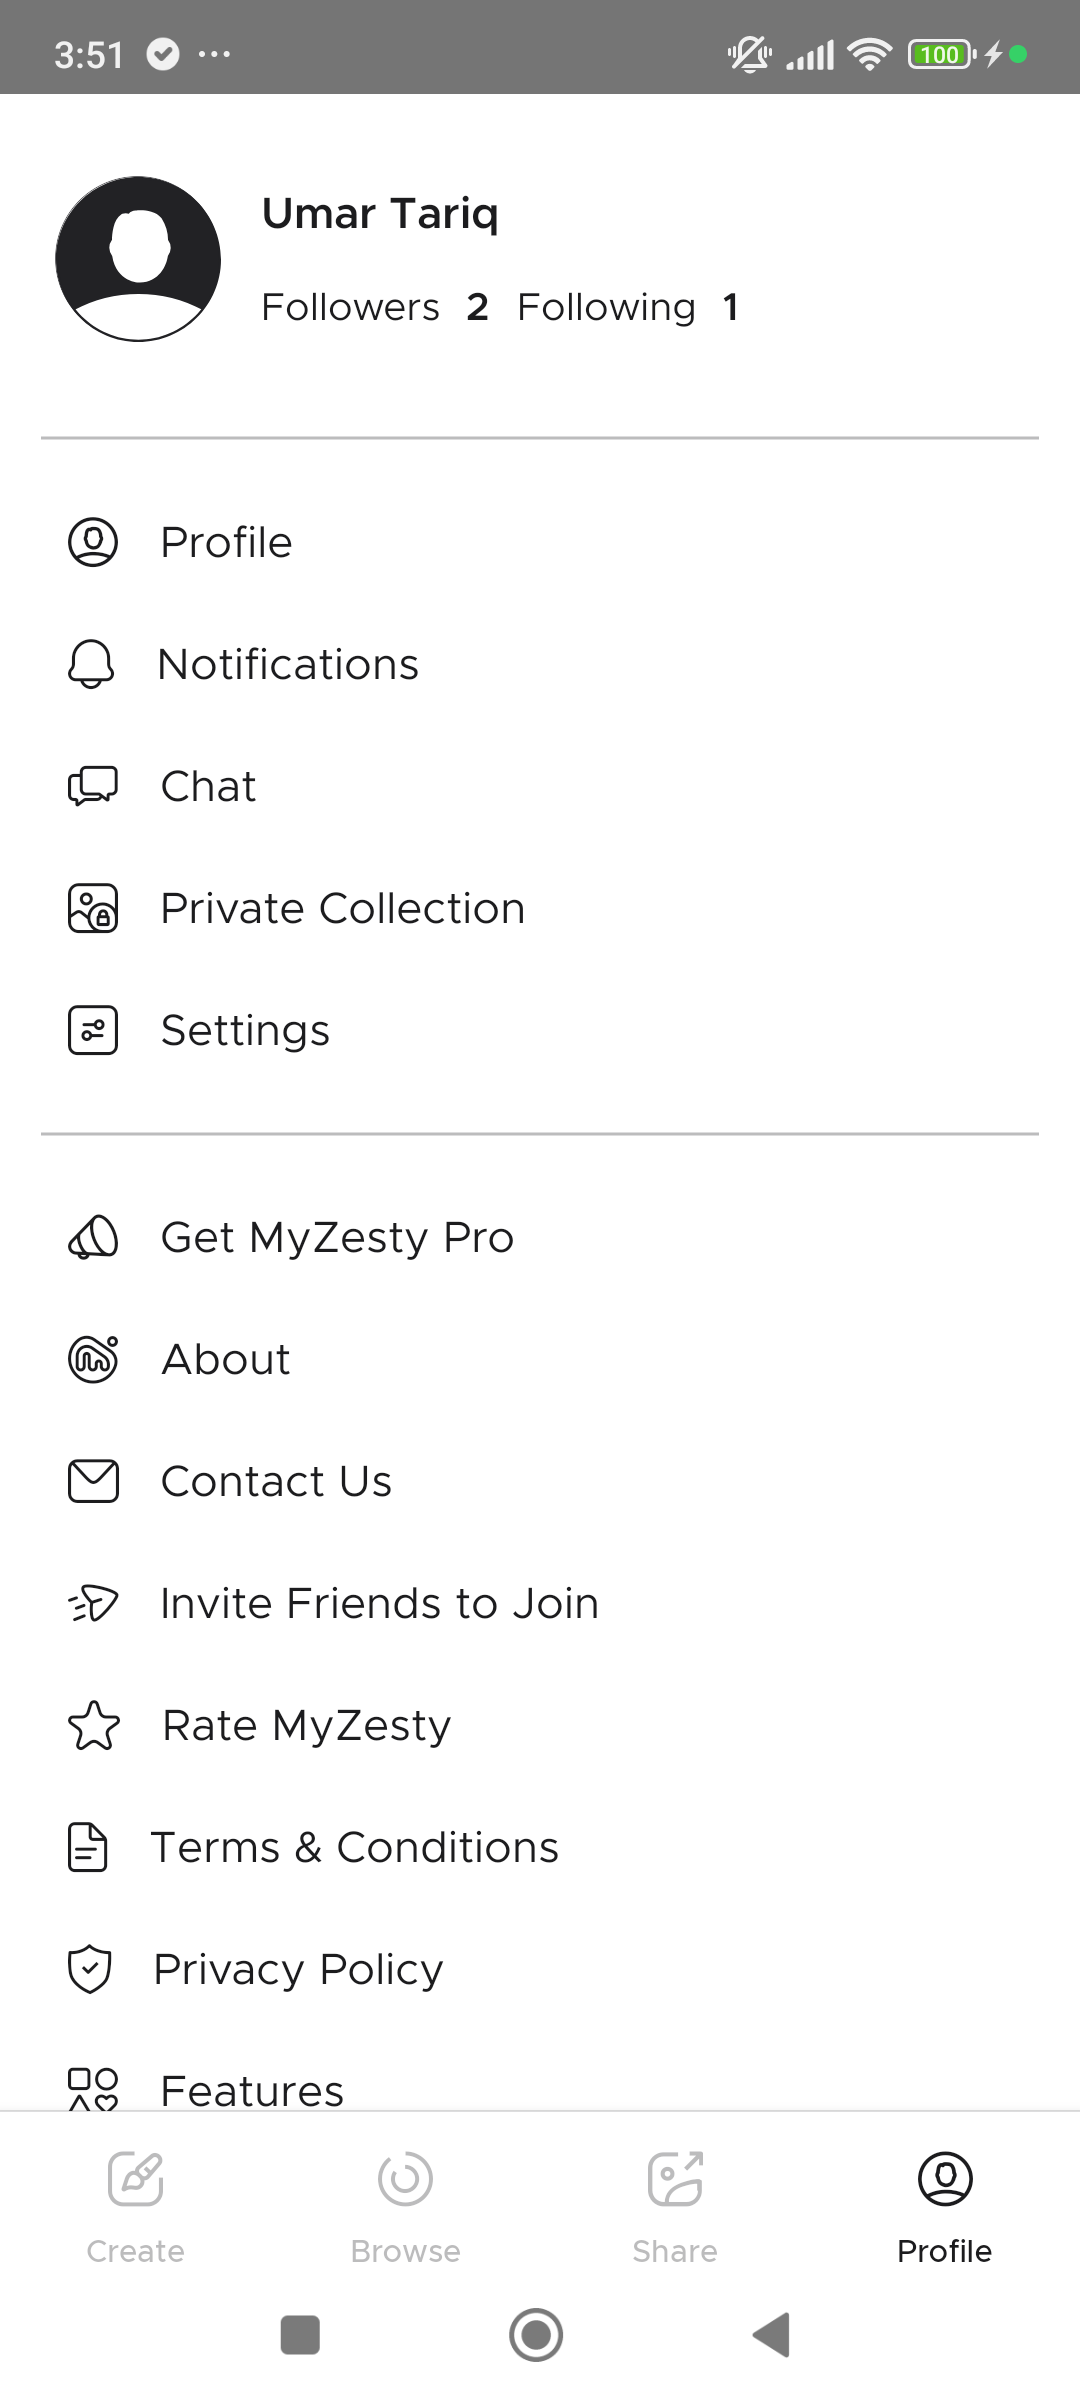 3:51
100
Umar Tariq
Followers 2 Following 1
Profile
Notifications
Chat
Private Collection
Settings
Get MyZesty Pro
About
Contact Us
Invite Friends to Join
Rate MyZesty
Terms & Conditions
Privacy Policy
Features
Create Browse Share Profile